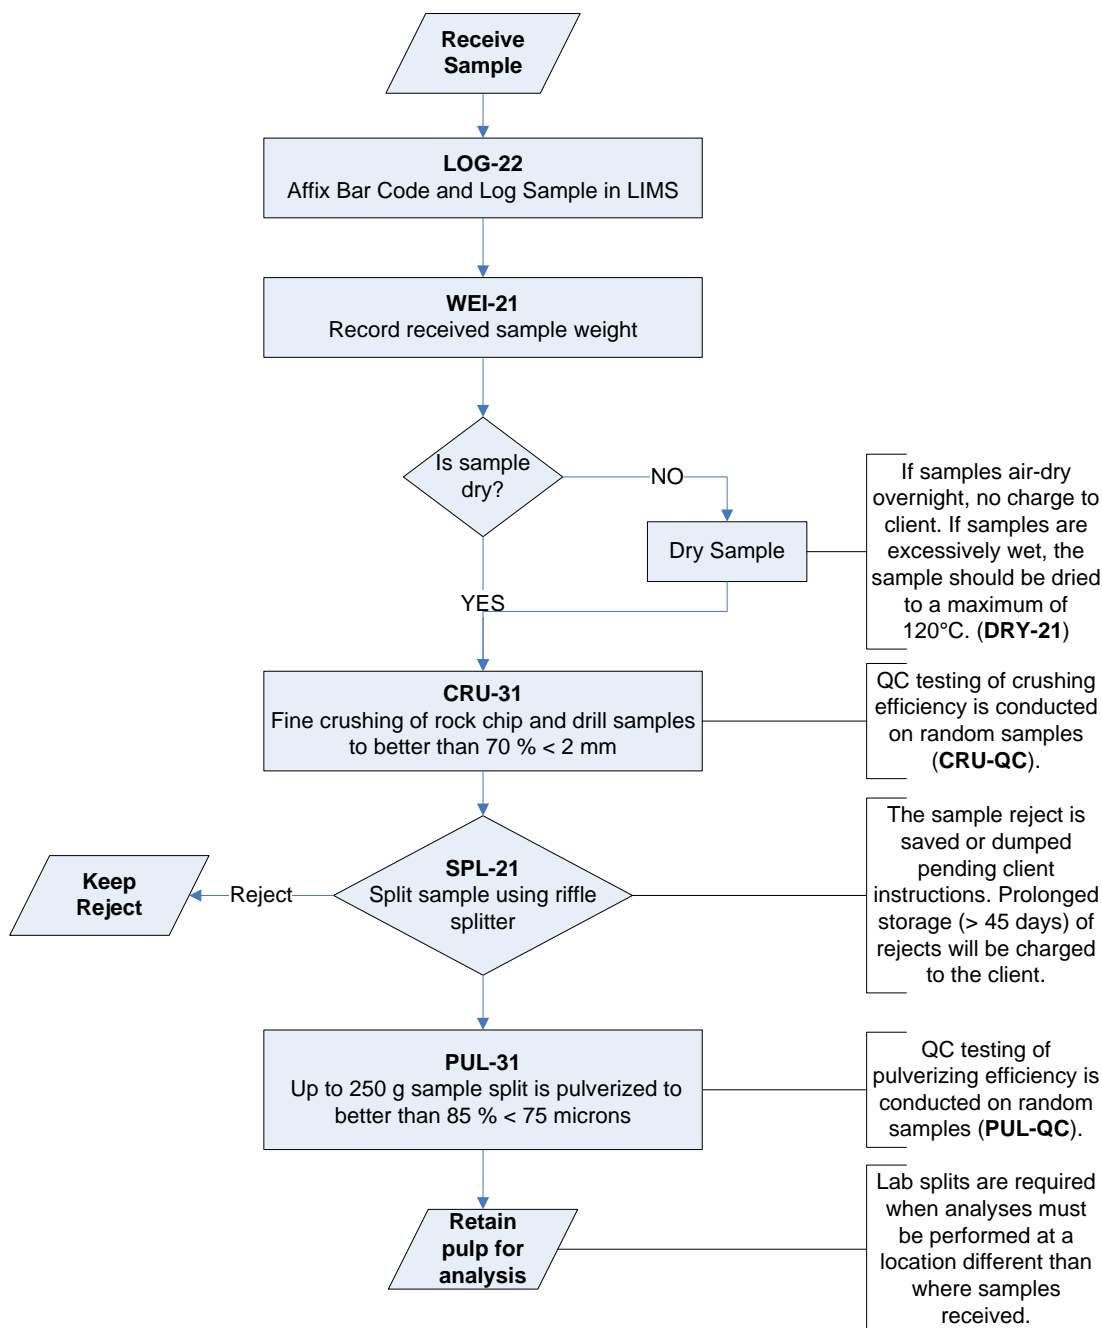 Receive
Sample
LOG-22
Affix Bar Code and Log Sample in LIMS
WEI-21
Record received sample weight
Is sample
dry?
NO
Dry Sample
If samples air-dry
overnight, no charge to
client. If samples are
excessively wet, the
sample should be dried
to a maximum of
120°C. (DRY-21)
YES
CRU-31
Fine crushing of rock chip and drill samples
to better than 70 % < 2 mm
QC testing of crushing
efficiency is conducted
on random samples
(CRU-QC).
SPL-21
Split sample using riffle
splitter
Reject
Keep
Reject
The sample reject is
saved or dumped
pending client
instructions. Prolonged
storage (> 45 days) of
rejects will be charged
to the client.
PUL-31
Up to 250 g sample split is pulverized to
better than 85 % < 75 microns
QC testing of
pulverizing efficiency is
conducted on random
samples (PUL-QC).
Retain
pulp for
analysis
Lab splits are required
when analyses must
be performed at a
location different than
where samples
received.